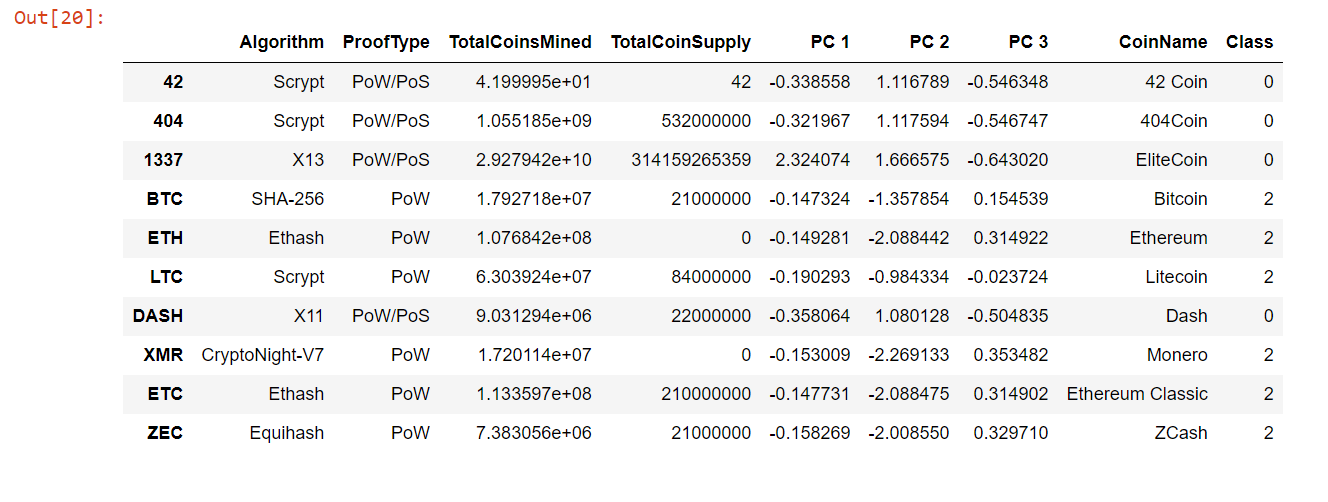 Out[20]:
Algorithm ProofType TotalCoinsMined TotalCoinSupply PC 1 PC 2 PC 3 CoinName Class
42 Scrypt PoW/PoS 4.199995e+01 42 -0.338558 1.116789 -0.546348 42 Coin 0
404 Scrypt PoW/PoS 1.055185e+09 532000000 -0.321967 1.117594 -0.546747 404Coin 0
1337 X13 PoW/PoS 2.927942e+10 314159265359 2.324074 1.666575 -0.643020 EliteCoin 0
BTC SHA-256 PoW 1.792718e+07 21000000 -0.147324 -1.357854 0.154539 Bitcoin 2
ETH Ethash PoW 1.076842e+08 0 -0.149281 -2.088442 0.314922 Ethereum 2
LTC Scrypt PoW 6.303924e+07 84000000 -0.190293 -0.984334 -0.023724 Litecoin 2
DASH X11 PoW/PoS 9.031294e+06 22000000 -0.358064 1.080128 -0.504835 Dash 0
XMR CryptoNight-V7 PoW 1.720114e+07 0 -0.153009 -2.269133 0.353482 Monero 2
ETC Ethash PoW 1.133597e+08 210000000 -0.147731 -2.088475 0.314902 Ethereum Classic 2
ZEC Equihash PoW 7.383056e+06 21000000 -0.158269 -2.008550 0.329710 ZCash 2